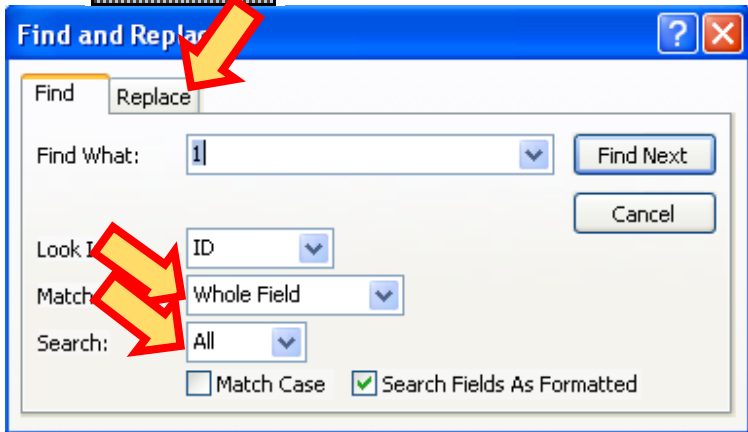 Find and Rep
Find Replace
Find What: 1 Find Next
Cancel
Look I ID
Match Whole Field
Search: All
Match Case Search Fields As Formatted